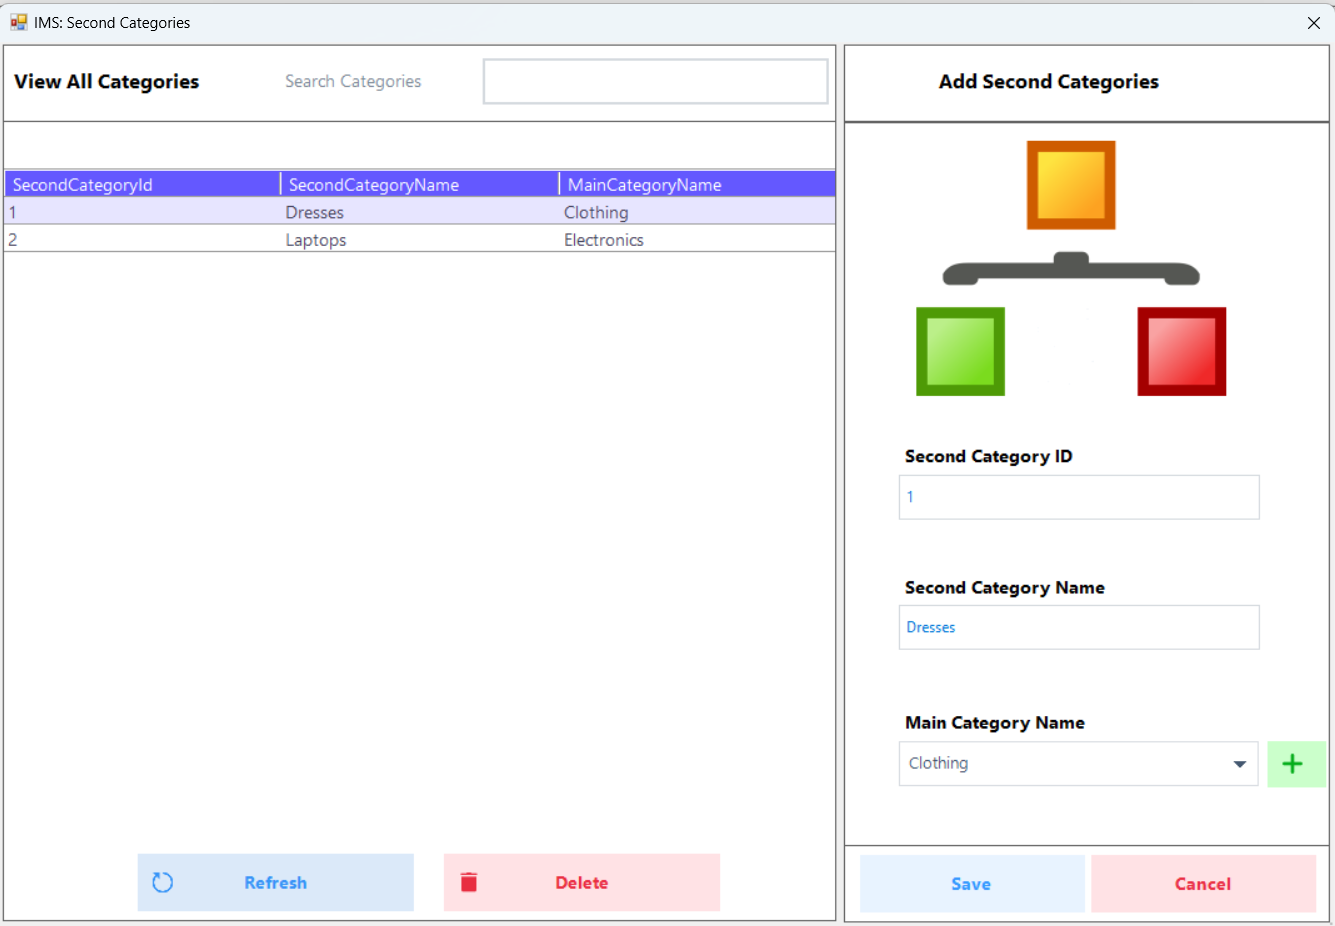 IMS: Second Categories
View All Categories
Search Categories
SecondCategoryId SecondCategoryName MainCategoryName
1 Dresses Clothing
2 Laptops Electronics
Refresh
Delete
Add Second Categories
Second Category ID
1
Second Category Name
Dresses
Main Category Name
Clothing
Save
Cancel